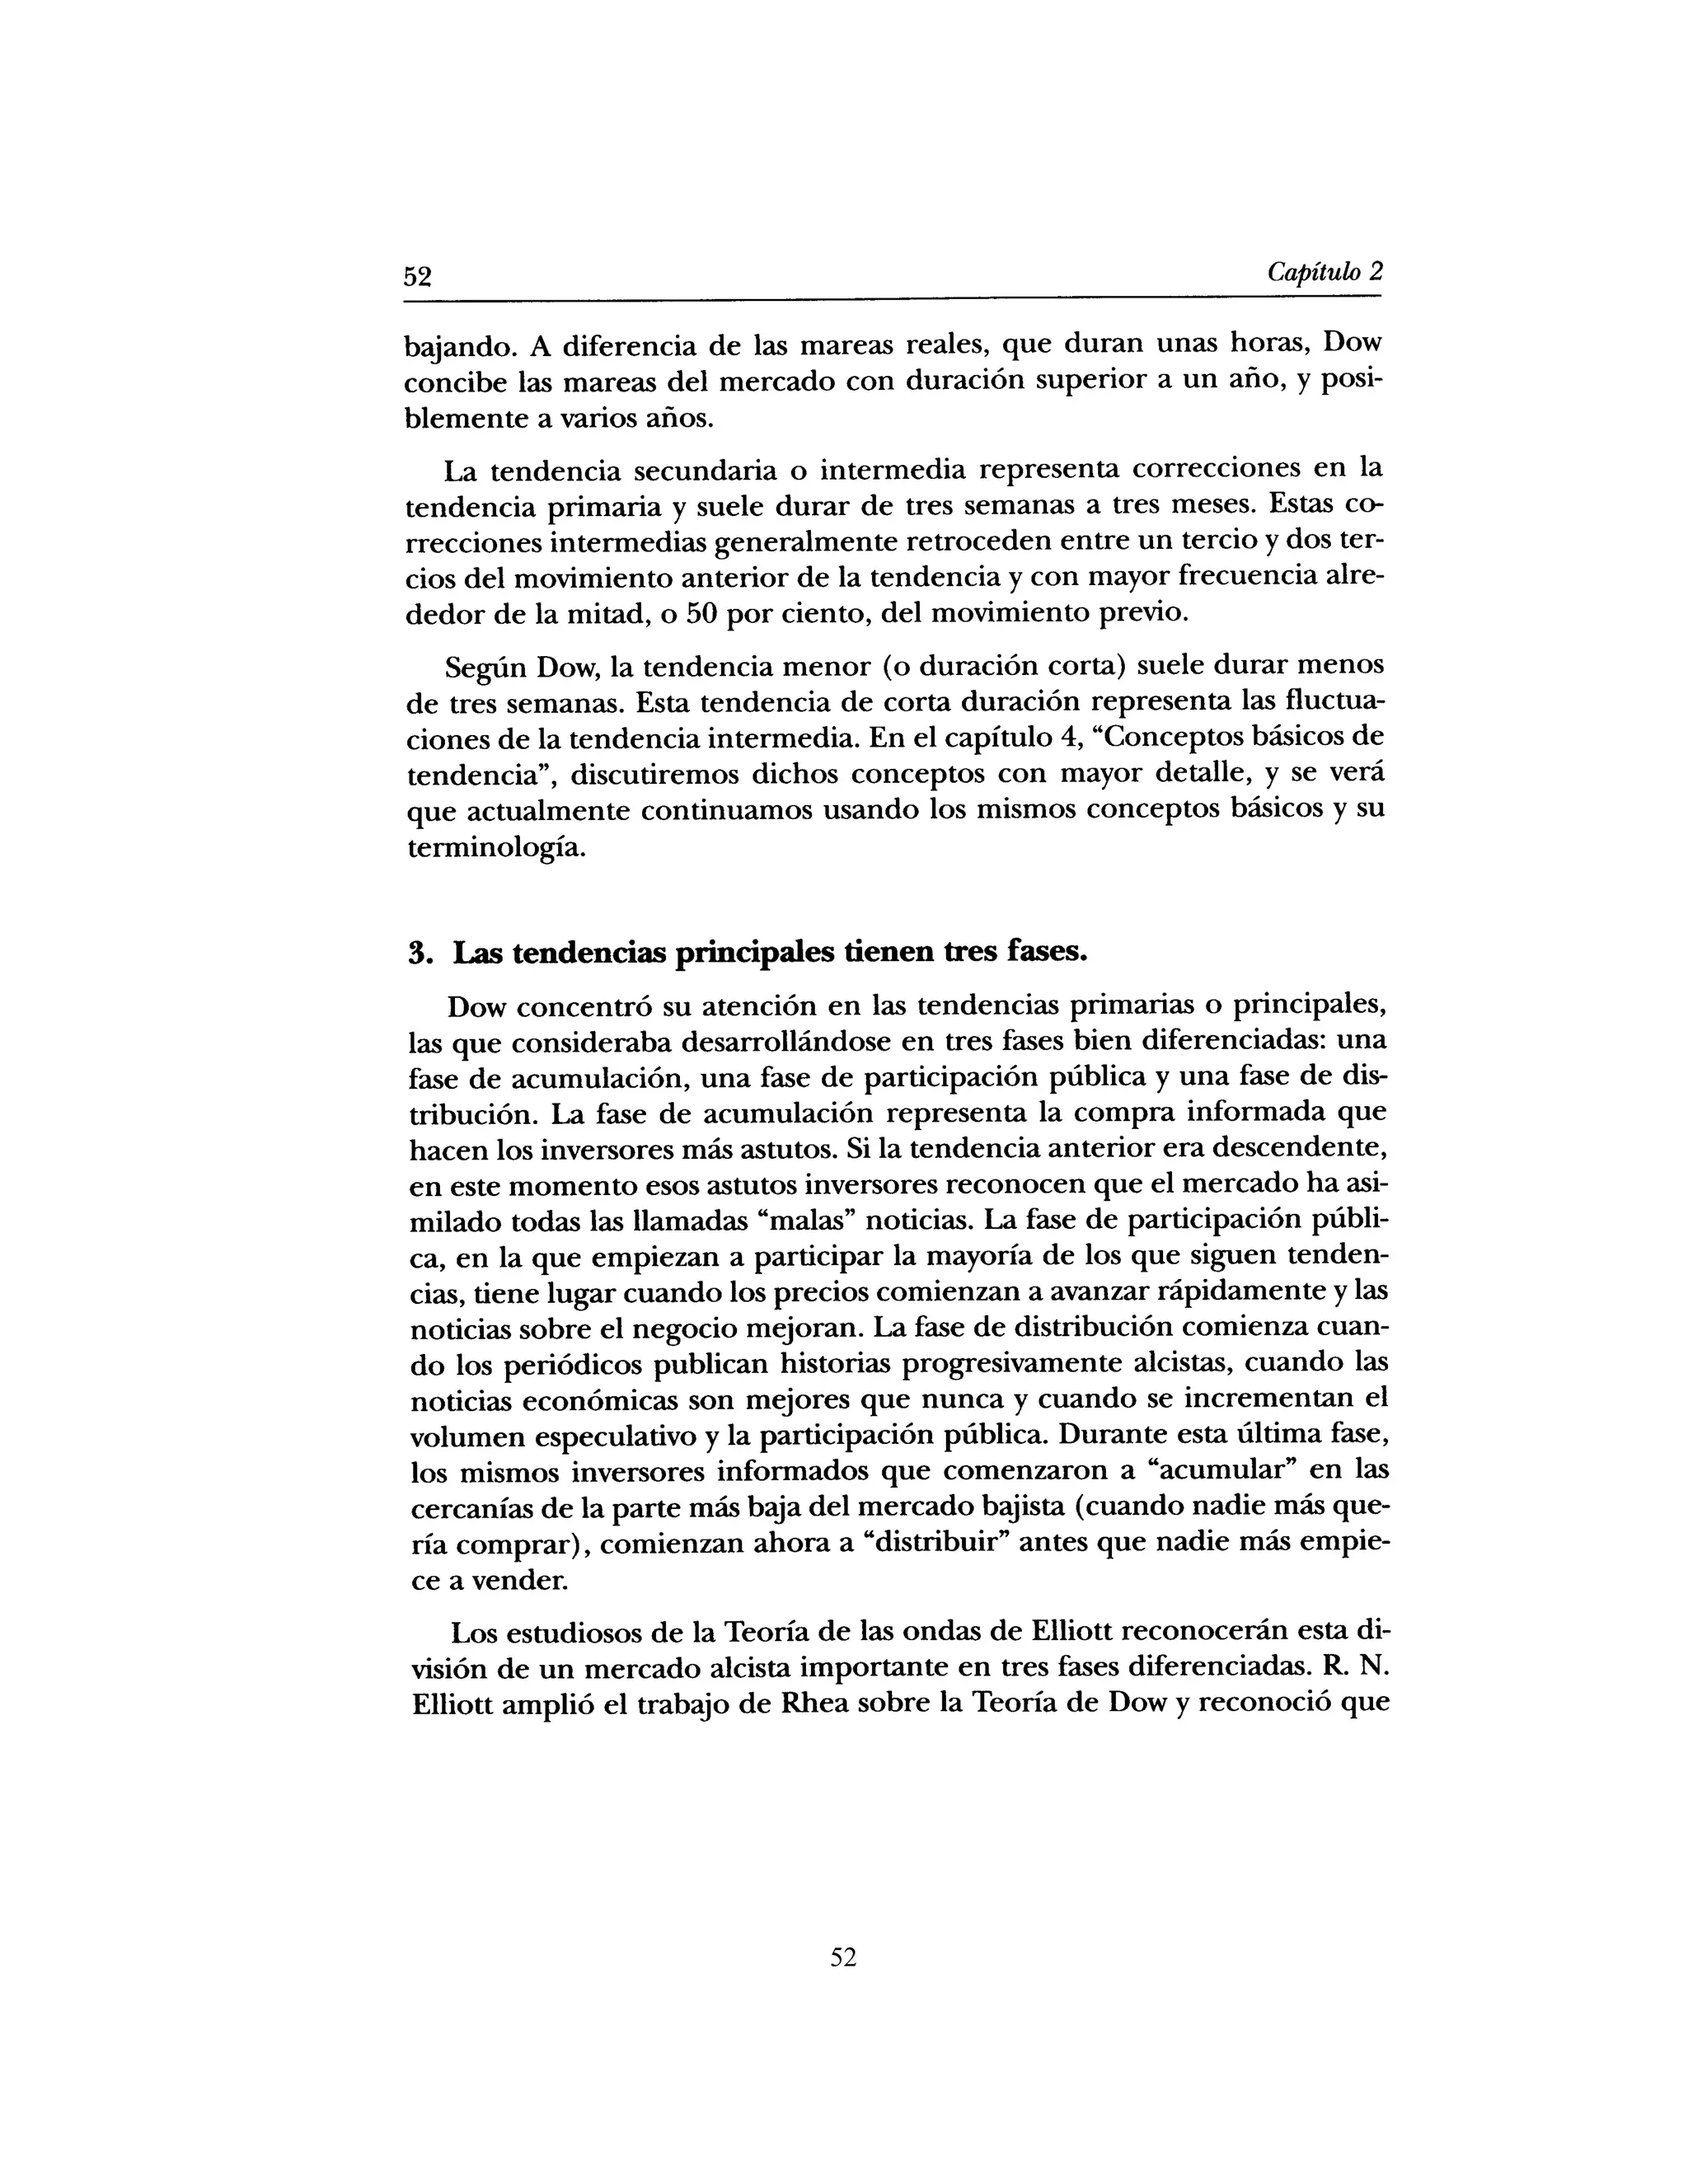 52 Capítulo 2
bajando. A diferencia de las mareas reales, que duran unas horas, Dow
concibe las mareas del mercado con duración superior a un año, y posi-
blemente a varios años.
La tendencia secundaria o intermedia representa correcciones en la
tendencia primaria y suele durar de tres semanas a tres meses. Estas co-
rrecciones intermedias generalmente retroceden entre un tercio y dos ter-
cios del movimiento anterior de la tendencia y con mayor frecuencia alre-
dedor de la mitad, o 50 por ciento, del movimiento previo.
Según Dow, la tendencia menor (o duración corta) suele durar menos
de tres semanas. Esta tendencia de corta duración representa las fluctua-
ciones de la tendencia intermedia. En el capítulo 4, “Conceptos básicos de
tendencia”, discutiremos dichos conceptos con mayor detalle, y se verá
que actualmente continuamos usando los mismos conceptos básicos y su
terminología.
3. Las tendencias principales tienen tres fases.
Dow concentró su atención en las tendencias primarias o principales,
las que consideraba desarrollándose en tres fases bien diferenciadas: una
fase de acumulación, una fase de participación pública y una fase de dis-
tribución. La fase de acumulación representa la compra informada que
hacen los inversores más astutos. Si la tendencia anterior era descendente,
en este momento esos astutos inversores reconocen que el mercado ha asi-
milado todas las llamadas “malas” noticias. La fase de participación públi-
ca, en la que empiezan a participar la mayoría de los que siguen tenden-
cias, tiene lugar cuando los precios comienzan a avanzar rápidamente y las
noticias sobre el negocio mejoran. La fase de distribución comienza cuan-
do los periódicos publican historias progresivamente alcistas, cuando las
noticias económicas son mejores que nunca y cuando se incrementan el
volumen especulativo y la participación pública. Durante esta última fase,
los mismos inversores informados que comenzaron a “acumular” en las
cercanías de la parte más baja del mercado bajista (cuando nadie más que-
ría comprar), comienzan ahora a “distribuir” antes que nadie más empie-
ce a vender.
Los estudiosos de la Teoría de las ondas de Elliott reconocerán esta di-
visión de un mercado alcista importante en tres fases diferenciadas. R. N.
Elliott amplió el trabajo de Rhea sobre la Teoría de Dow y reconoció que
52